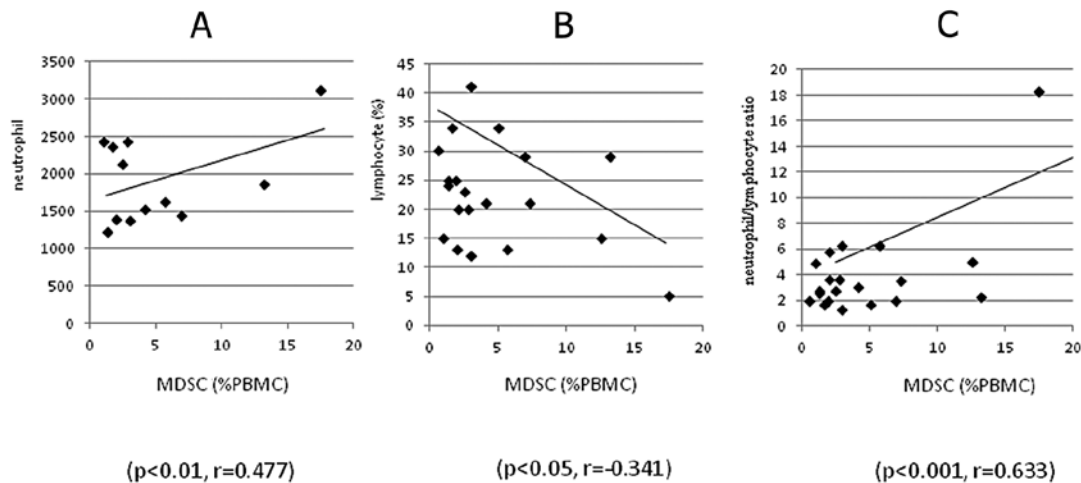 A
B
C
neutrophil
3500
3000
2500
2000
1500
1000
500
0
0 5 10 15 20
MDSC (%PBMC)
lymphocyte (%)
45
40
35
30
25
20
15
10
5
0
0 5 10 15 20
MDSC (%PBMC)
neutrophil/lymphocyte ratio
20
18
16
14
12
10
8
6
4
2
0
0 5 10 15 20
MDSC (%PBMC)
(p<0.01, r=0.477)
(p<0.05, r=-0.341)
(p<0.001, r=0.633)